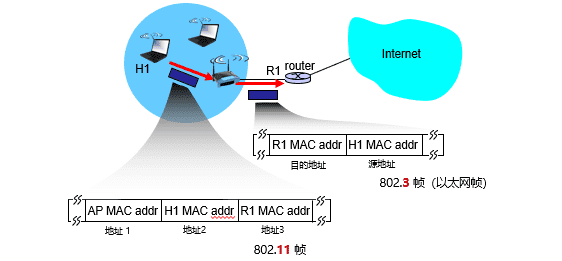 Internet
R1 router
H1
R1 MAC addr H1 MAC addr
目的地址 源地址
802.3 帧 (以太网帧)
AP MAC addr H1 MAC addr R1 MAC addr
地址 1 地址2 地址3
802.11 帧